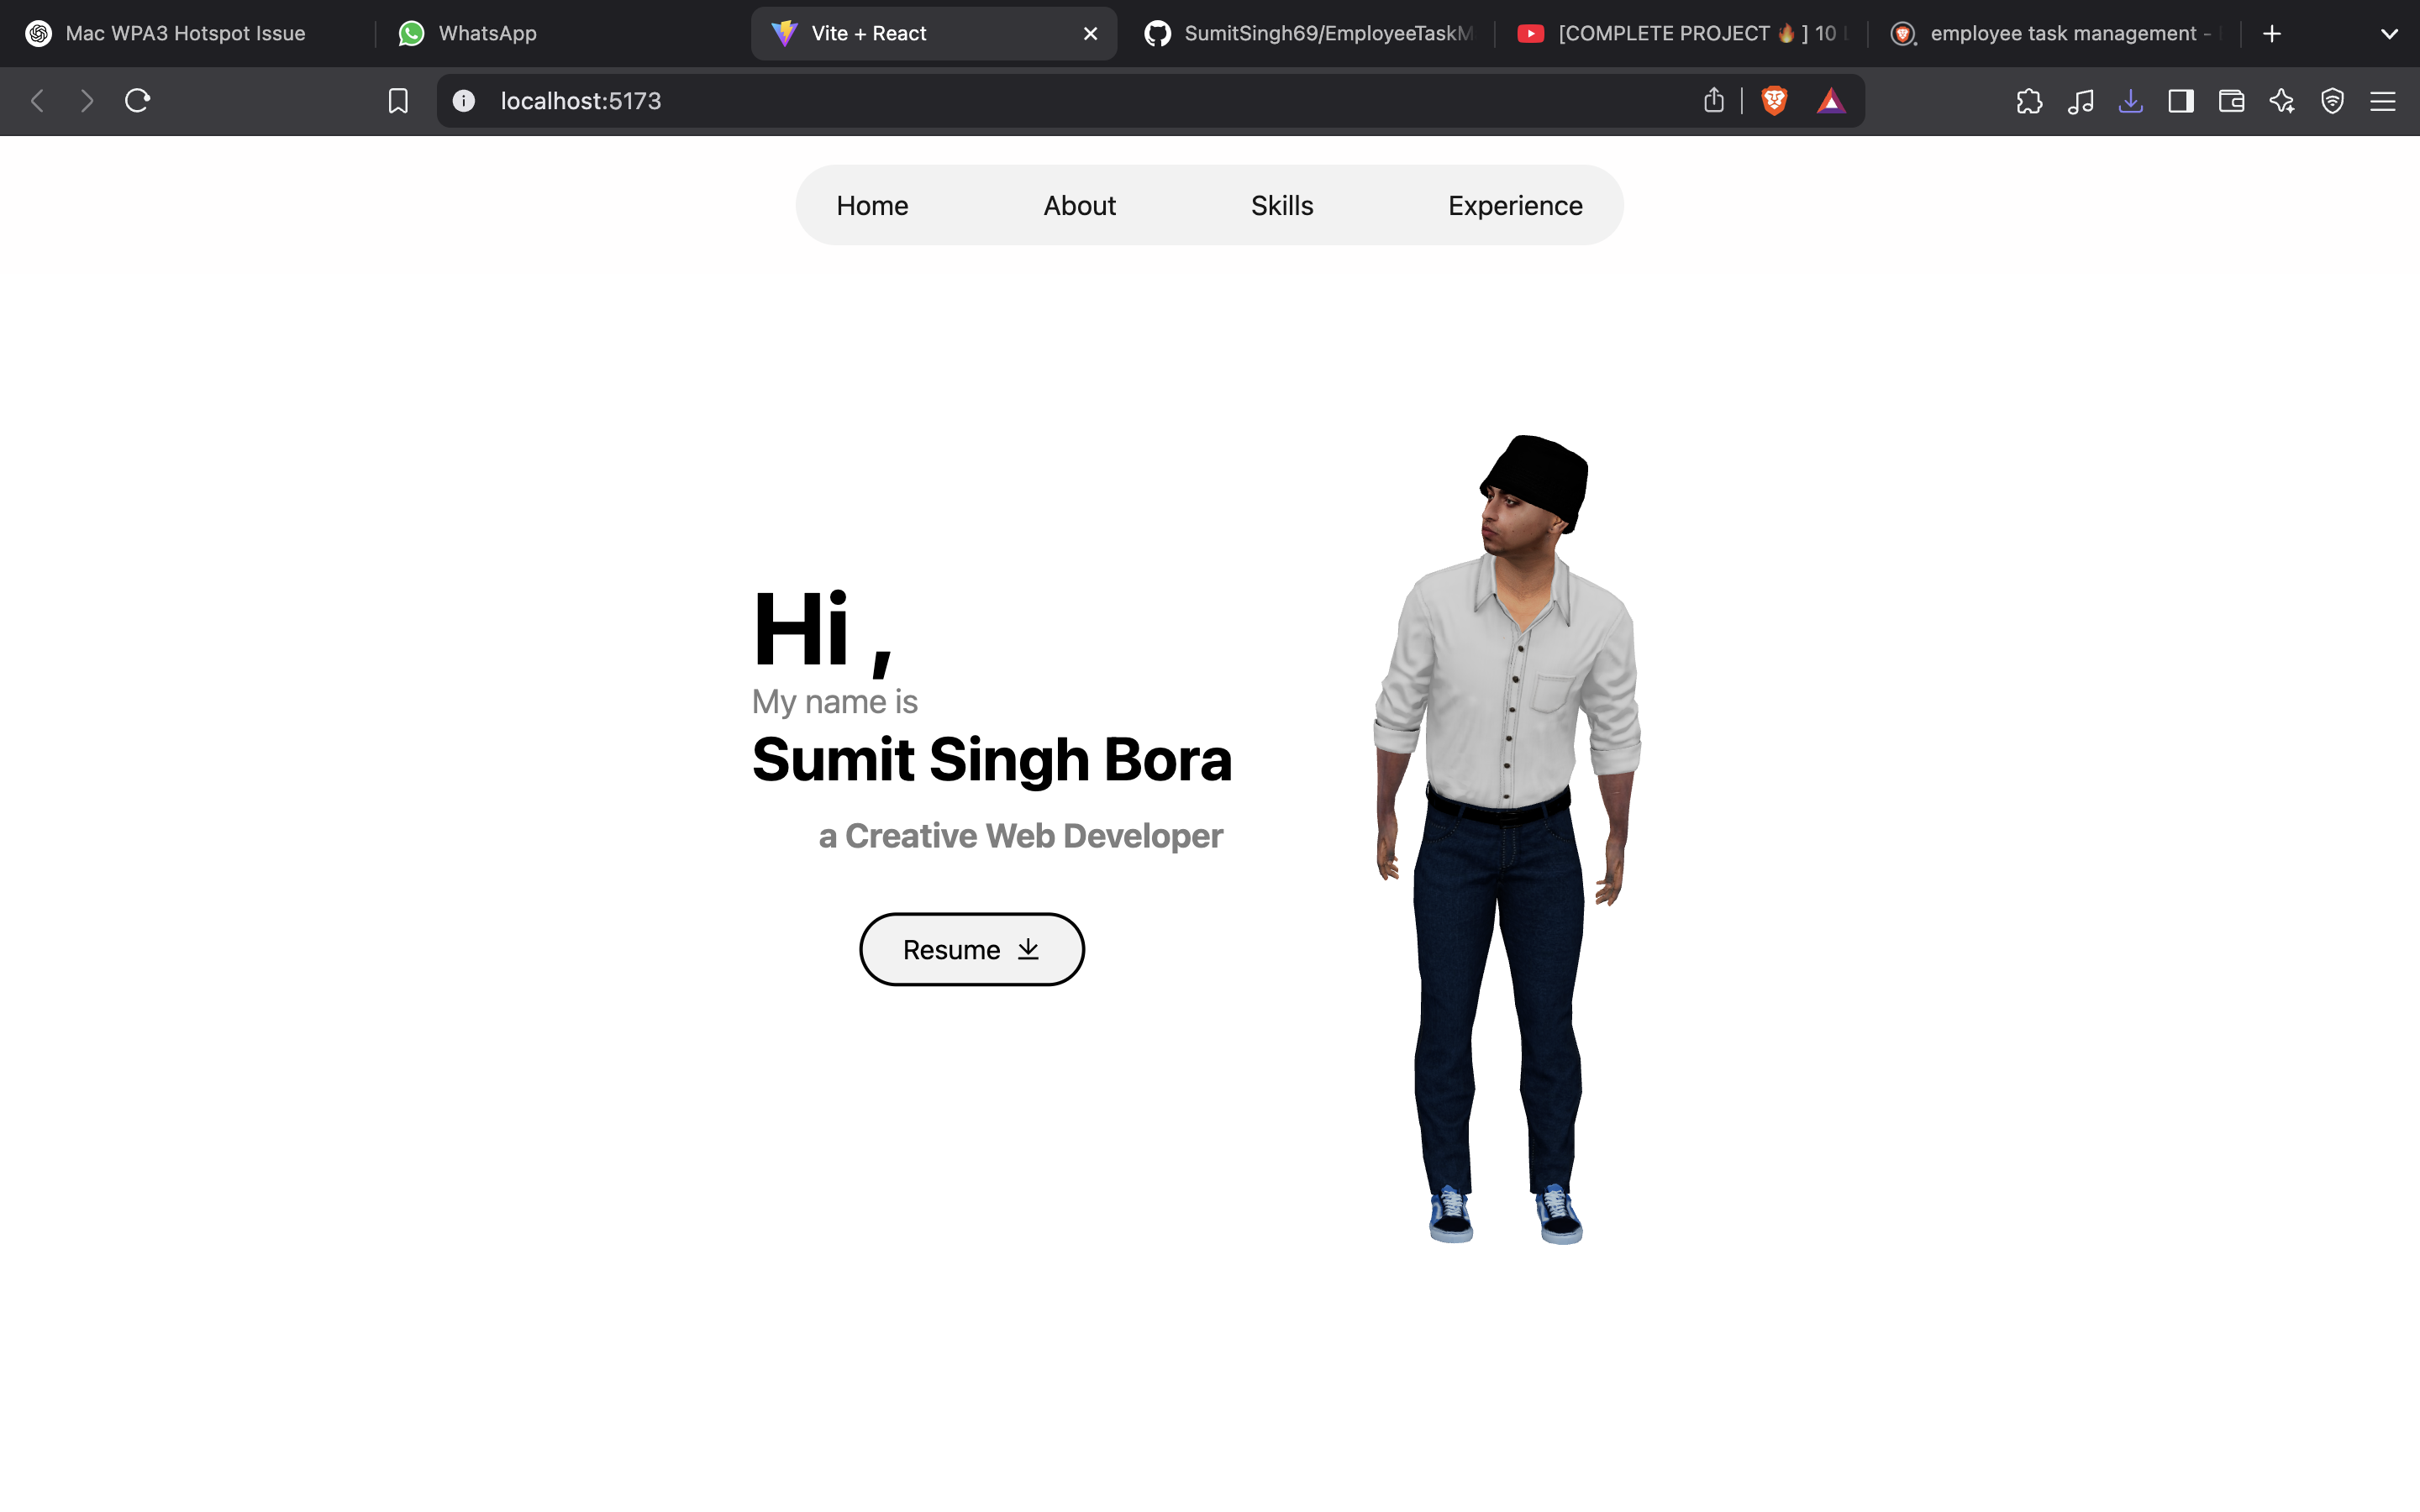 Mac WPA3 Hotspot Issue
WhatsApp
Vite + React
SumitSingh69/EmployeeTaskM
[COMPLETE PROJECT 🔥 ] 10
employee task management -
localhost:5173
Home
About
Skills
Experience
Hi ,
My name is
Sumit Singh Bora
a Creative Web Developer
Resume